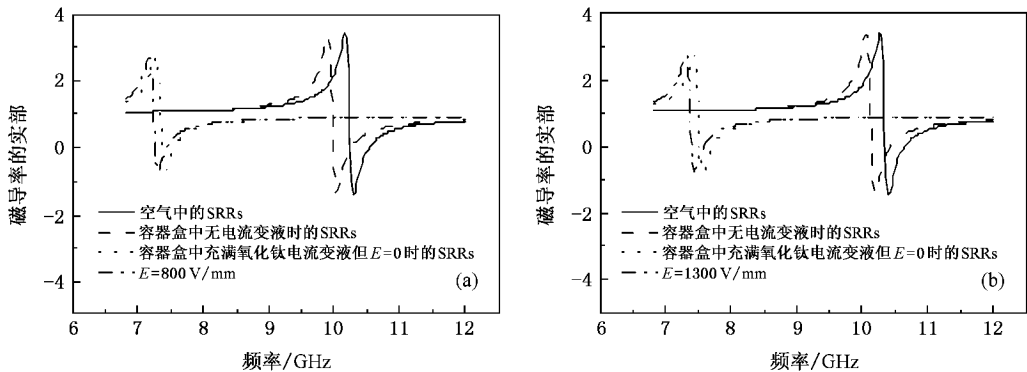 4
2
0
−2
−4
磁导率的实部
空气中的SRRs
容器盒中无电流变液时的SRRs
容器盒中充满氧化钛电流变液但E=0时的SRRs
E=800 V/mm
(a)
6 7 8 9 10 11 12
频率/GHz
4
2
0
−2
−4
磁导率的实部
空气中的SRRs
容器盒中无电流变液时的SRRs
容器盒中充满氧化钛电流变液但E=0时的SRRs
E=1300 V/mm
(b)
6 7 8 9 10 11 12
频率/GHz